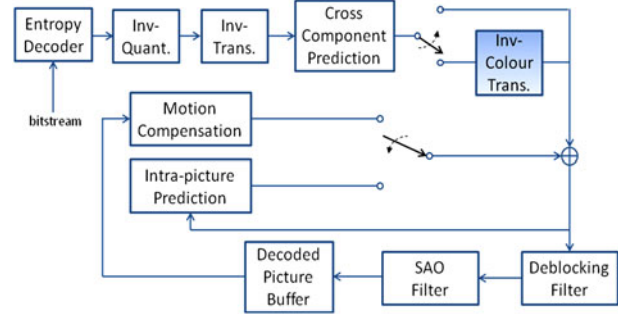 Entropy
Decoder
Inv-
Quant.
Inv-
Trans.
Cross
Component
Prediction
Inv-
Colour
Trans.
bitstream
Motion
Compensation
Intra-picture
Prediction
Decoded
Picture
Buffer
SAO
Filter
Deblocking
Filter